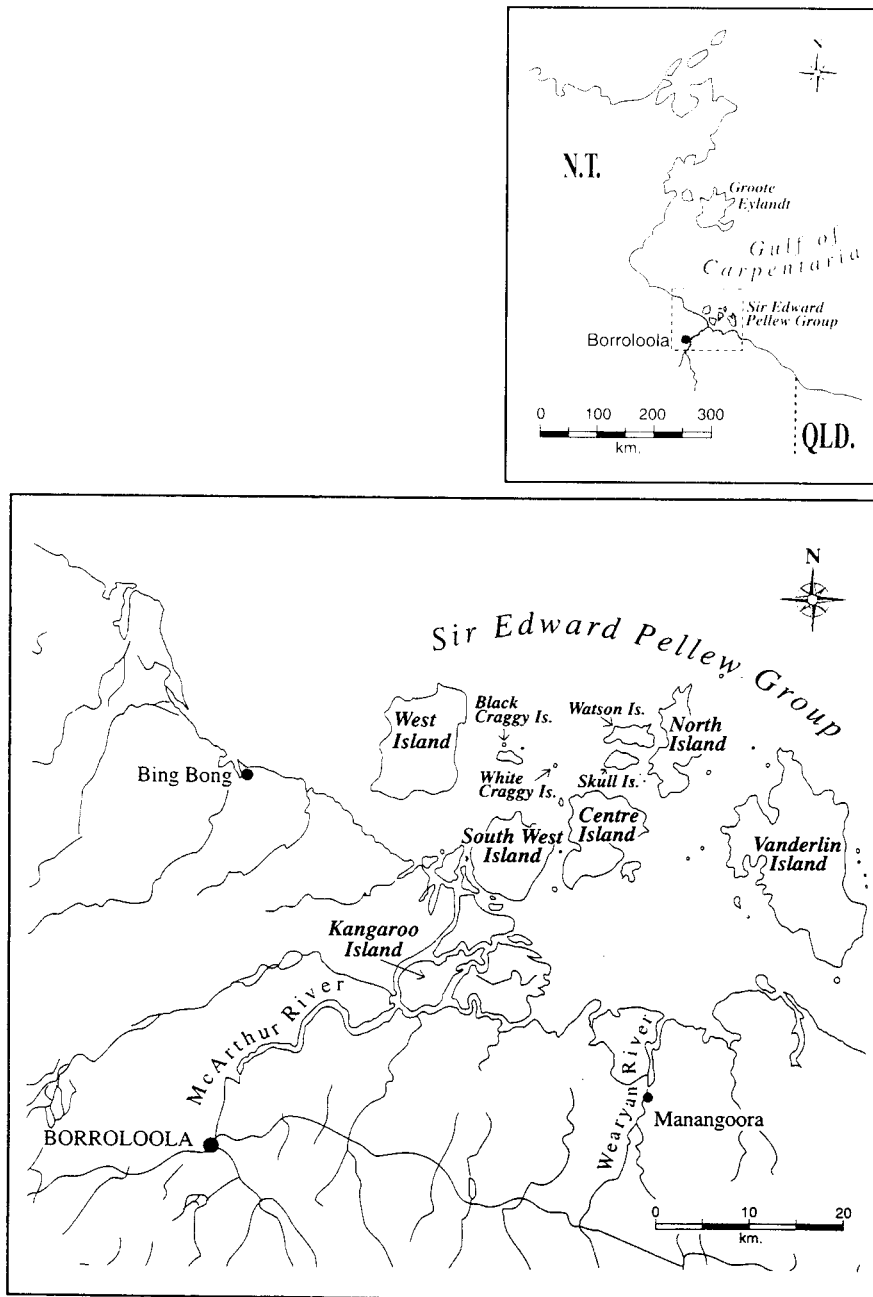 N.T.
Groote
Eylandt
Gulf of
Carpentaria
Sir Edward
Pellew Group
Borroloola
0 100 200 300
km.
QLD.
N
Sir Edward Pellew Group
West
Island
Black
Craggy Is.
Watson Is.
North
Island
Bing Bong
White
Craggy Is.
Skull Is.
Centre
Island
South West
Island
Vanderlin
Island
Kangaroo
Island
McArthur River
Wearyan River
Manangoora
BORROLOOLA
0 10 20
km.